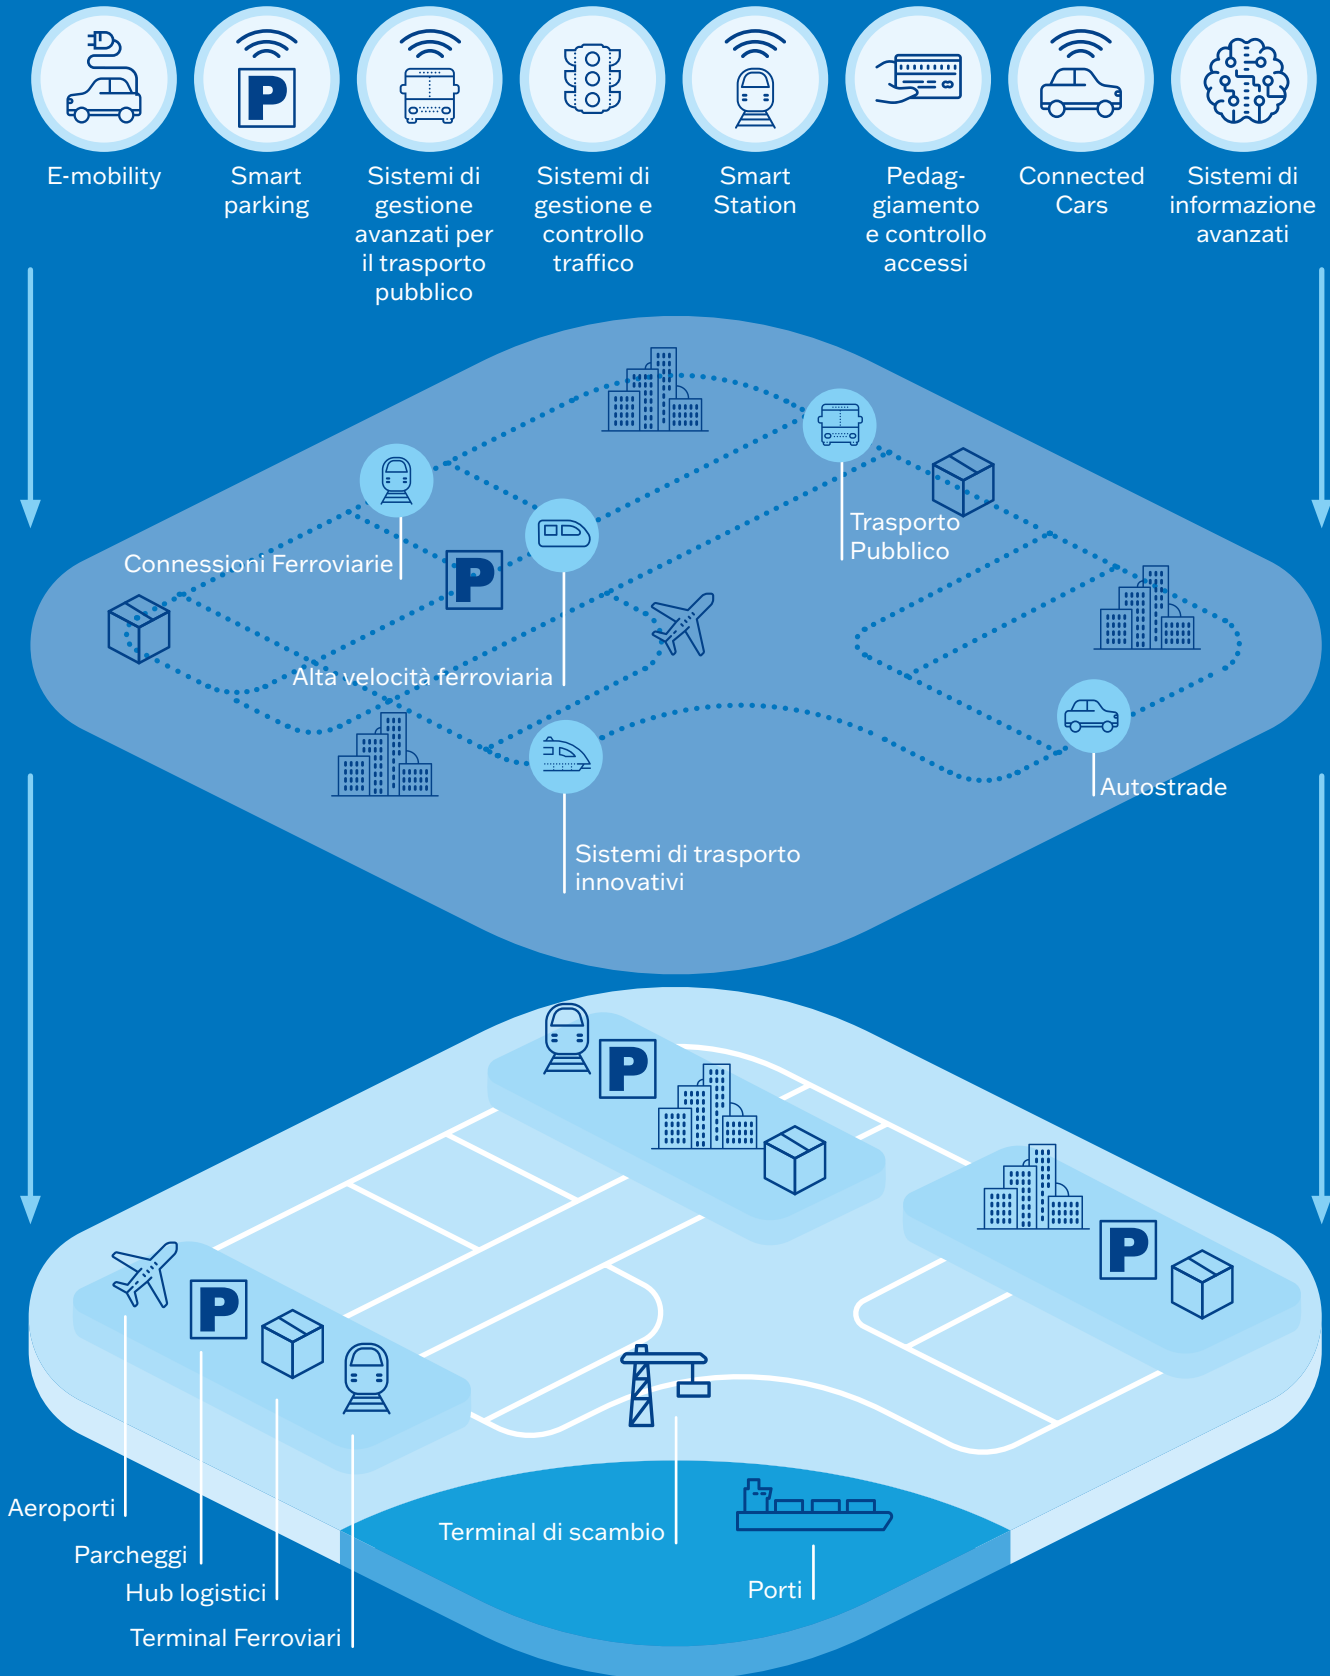 E-mobility
Smart
parking
Sistemi di
gestione
avanzati per
il trasporto
pubblico
Sistemi di
gestione e
controllo
traffico
Smart
Station
Pedag-
giamento
e controllo
accessi
Connected
Cars
Sistemi di
informazione
avanzati
P
P
P
P
P
Trasporto
Pubblico
Connessioni Ferroviarie
Alta velocità ferroviaria
Autostrade
Sistemi di trasporto
innovativi
Aeroporti
Parcheggi
Hub logistici
Terminal Ferroviari
Terminal di scambio
Porti